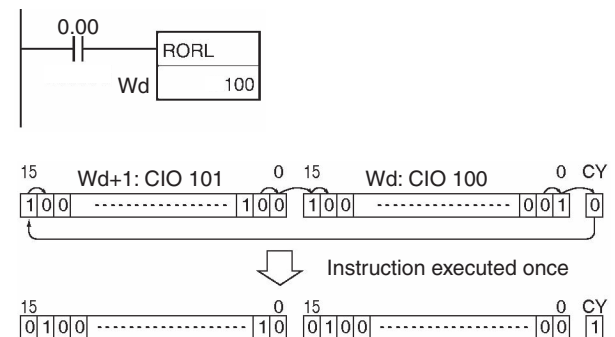 0.00
RORL
Wd 100
15 Wd+1: CIO 101 0 15 Wd: CIO 100 0 CY
1 0 0 1 0 0 1 0 0 0 0 1 0
Instruction executed once
15 0 15 0 CY
0 1 0 0 1 0 0 1 0 0 0 0 1